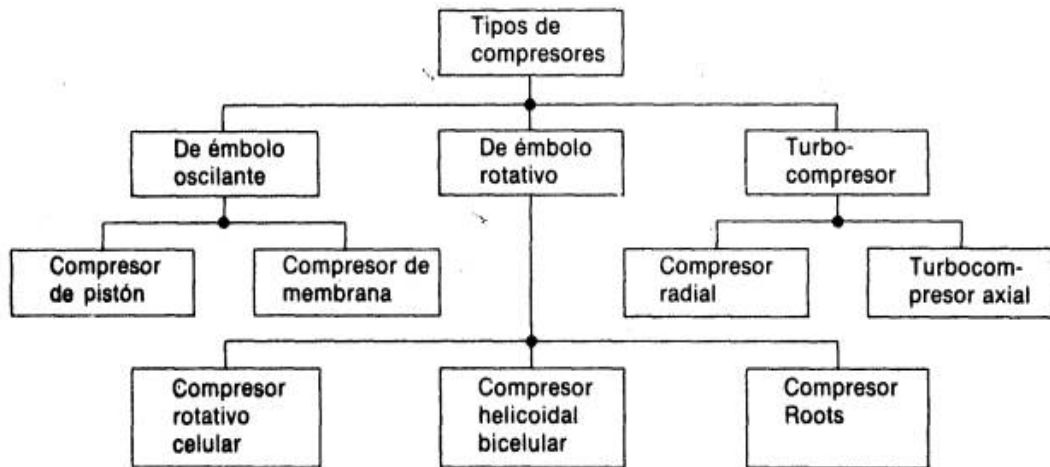 Tipos de
compresores
De émbolo
oscilante
De émbolo
rotativo
Turbo-
compresor
Compresor
de pistón
Compresor de
membrana
Compresor
radial
Turbocom-
presor axial
Compresor
rotativo
celular
Compresor
helicoidal
bicelular
Compresor
Roots